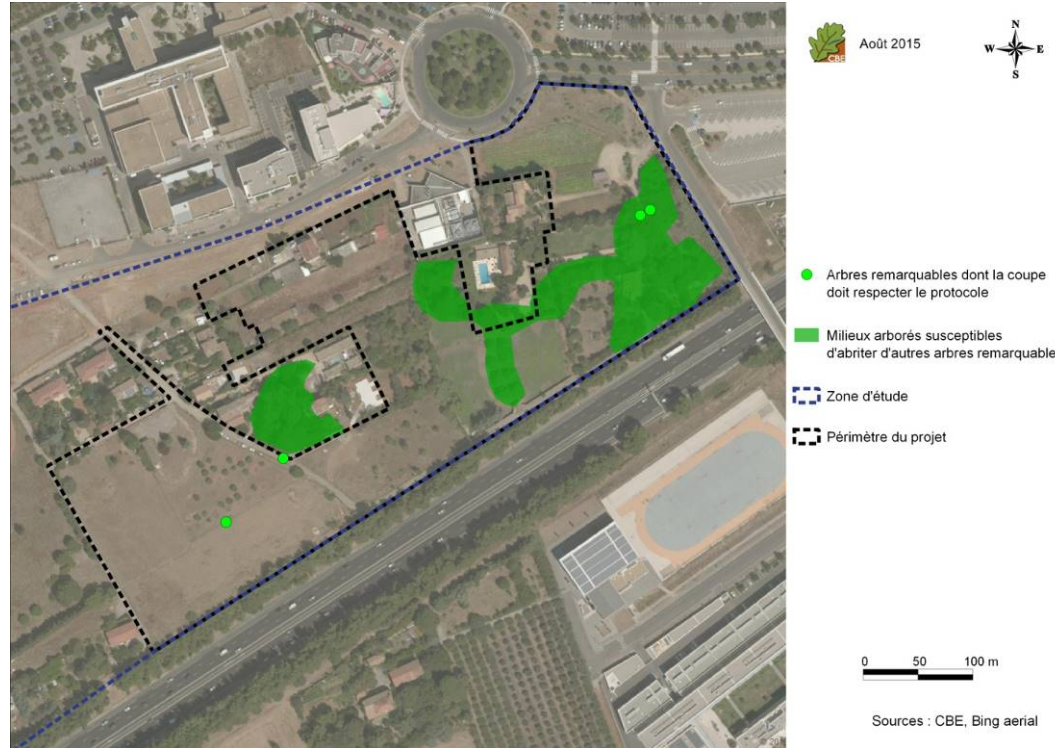 CBE
Août 2015
N
W E
S
Arbres remarquables dont la coupe
doit respecter le protocole
Milieux arborés susceptibles
d'abriter d'autres arbres remarquable
Zone d'étude
Périmètre du projet
0 50 100 m
Sources : CBE, Bing aerial